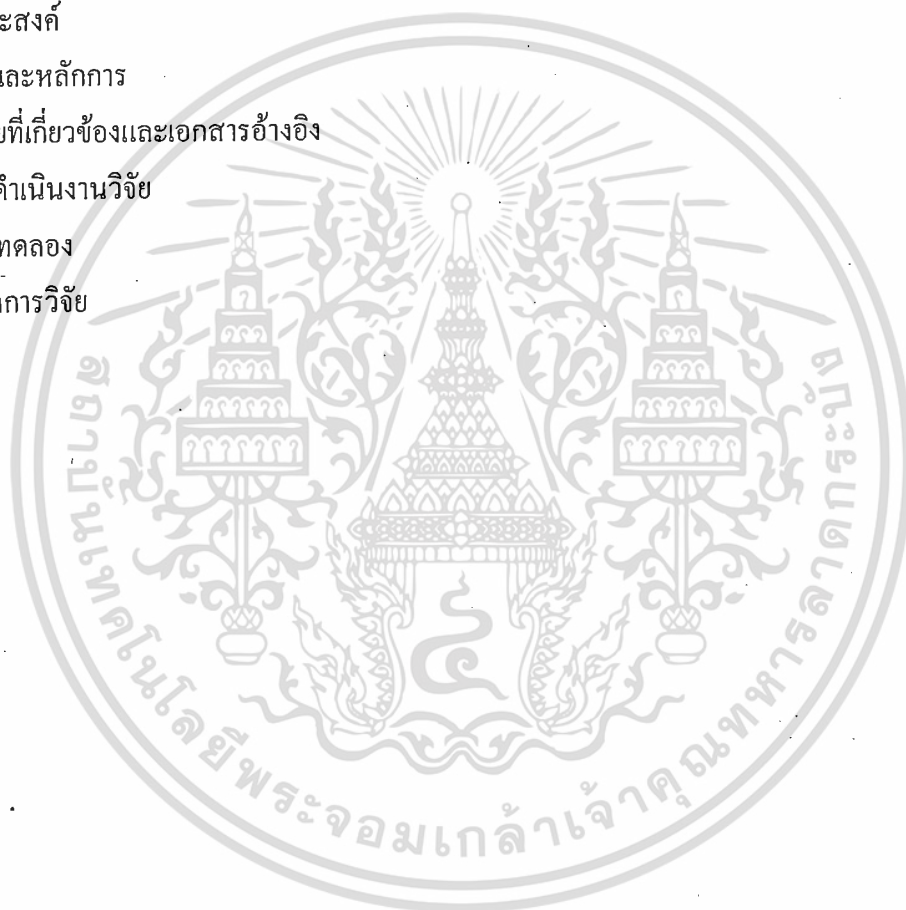 ะสงค์
และหลักการ
ยที่เกี่ยวข้องและเอกสารอ้างอิง
ดำเนินงานวิจัย
ทดลอง
การวิจัย
สถาบันเทคโนโลยีพระจอมเกล้าเจ้าคุณทหารลาดกระบัง
๔